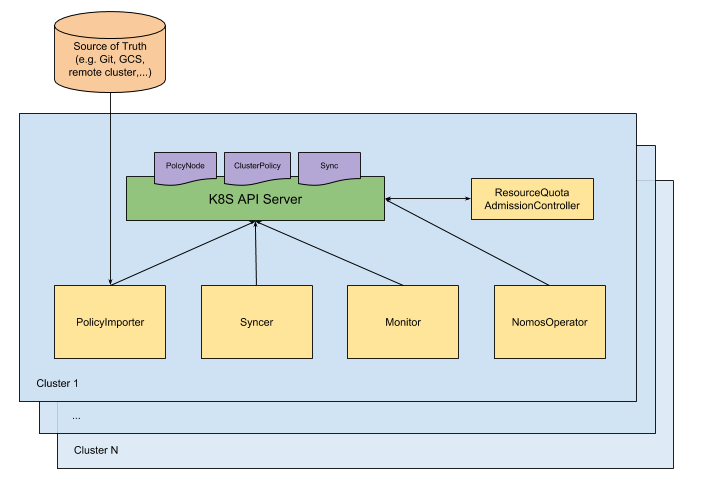 Source of Truth
(e.g. Git, GCS,
remote cluster,...)
PolcyNode
ClusterPolicy
Sync
K8S API Server
ResourceQuota
AdmissionController
PolicyImporter
Syncer
Monitor
NomosOperator
Cluster 1
...
Cluster N